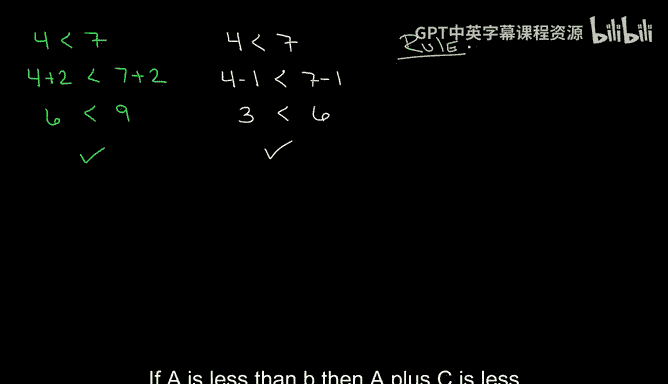 GPT中英字幕课程资源 bilibili
4 < 7
4+2 < 7+2
6 < 9
✓
4 < 7
4-1 < 7-1
3 < 6
✓
RULE.
If A is less than b then A plus C is less